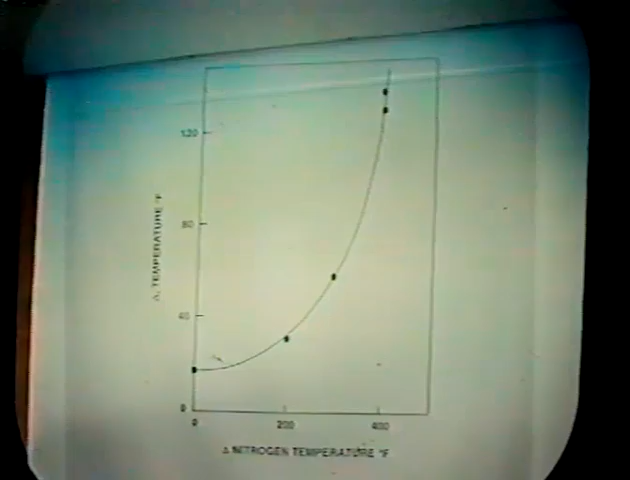 120
80
40
0
0 200 400
Δ, TEMPERATURE °F
Δ NITROGEN TEMPERATURE °F